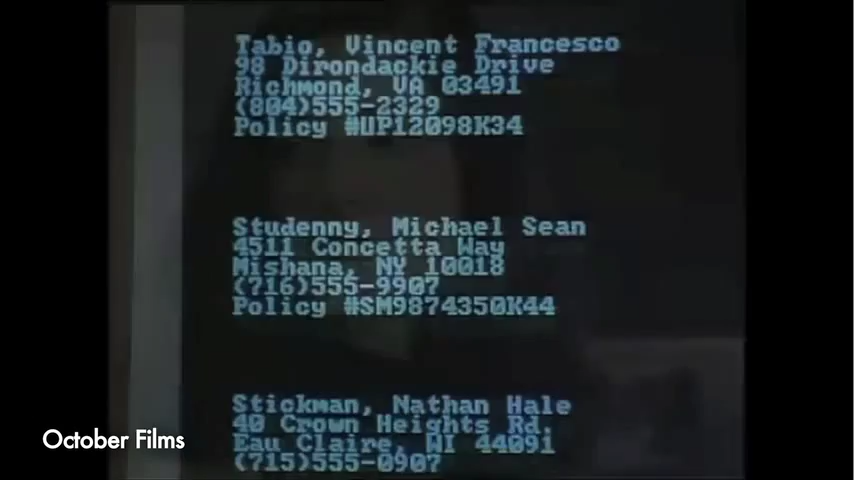 Tabio, Vincent Francesco
98 Dirondackie Drive
Richmond, VA 03491
(804)555-2329
Policy #UP12098K34
Studenny, Michael Sean
4511 Concetta Way
Mishana, NY 10018
(716)555-9907
Policy #SM9874350K44
Stickman, Nathan Hale
40 Crown Heights Rd.
Eau Claire, WI 44091
(715)555-0907
October Films